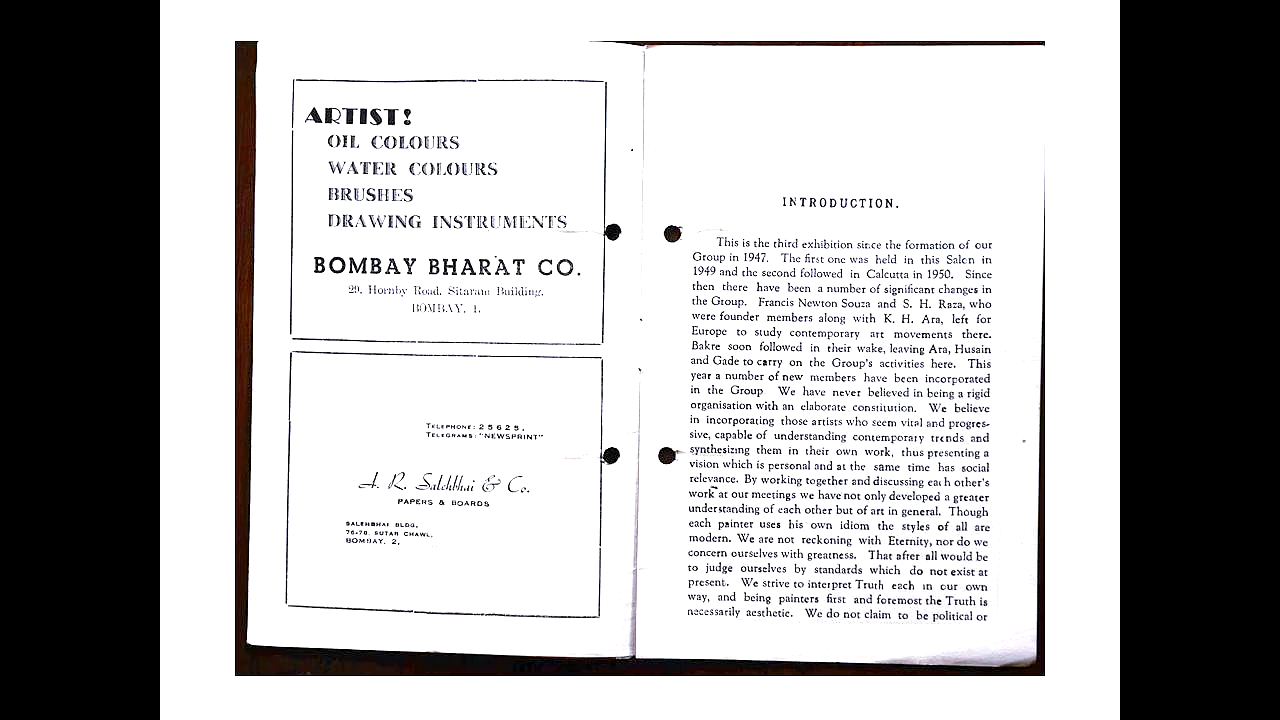 ARTIST!
OIL COLOURS
WATER COLOURS
BRUSHES
DRAWING INSTRUMENTS
BOMBAY BHARAT CO.
29, Hornby Road, Sitaram Building,
BOMBAY, 1.
TELEPHONE: 25625,
TELEGRAMS: "NEWSPRINT"
A. R. Salehbhai & Co.
PAPERS & BOARDS
SALEHBHAI BLDG,
76-78, SUTAR CHAWL,
BOMBAY. 2,
INTRODUCTION.
This is the third exhibition since the formation of our
Group in 1947. The first one was held in this Salon in
1949 and the second followed in Calcutta in 1950. Since
then there have been a number of significant changes in
the Group. Francis Newton Souza and S. H. Raza, who
were founder members along with K. H. Ara, left for
Europe to study contemporary art movements there.
Bakre soon followed in their wake, leaving Ara, Husain
and Gade to carry on the Group's activities here. This
year a number of new members have been incorporated
in the Group We have never believed in being a rigid
organisation with an elaborate constitution. We believe
in incorporating those artists who seem vital and progres-
sive, capable of understanding contemporary trends and
synthesizing them in their own work, thus presenting a
vision which is personal and at the same time has social
relevance. By working together and discussing each other's
work at our meetings we have not only developed a greater
understanding of each other but of art in general. Though
each painter uses his own idiom the styles of all are
modern. We are not reckoning with Eternity, nor do we
concern ourselves with greatness. That after all would be
to judge ourselves by standards which do not exist at
present. We strive to interpret Truth each in our own
way, and being painters first and foremost the Truth is
necessarily aesthetic. We do not claim to be political or